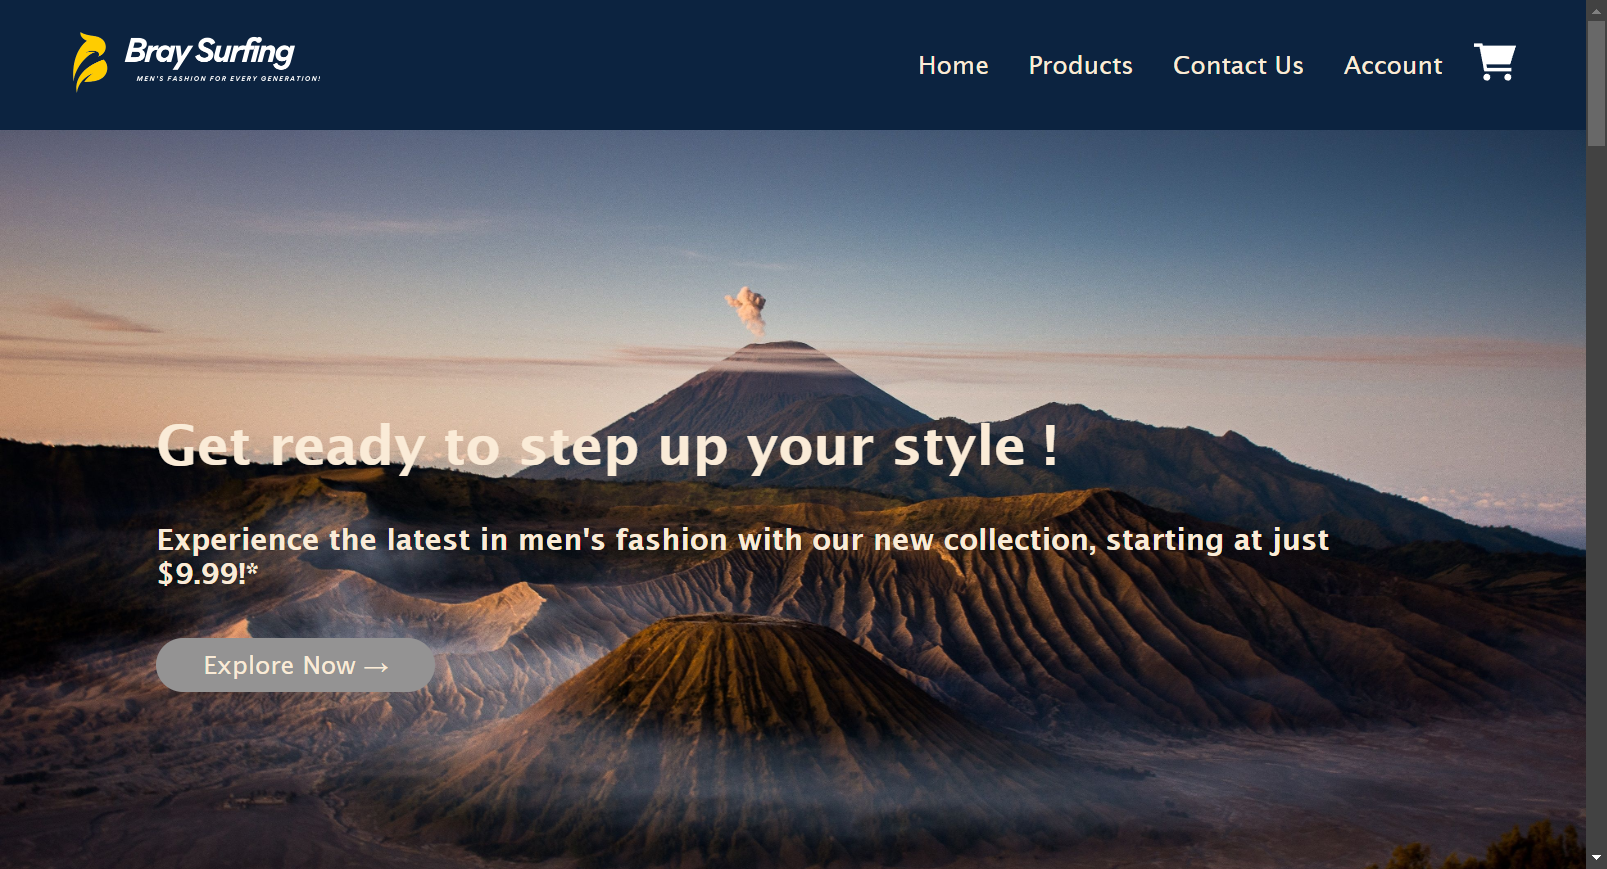 Bray Surfing
MEN'S FASHION FOR EVERY GENERATION!
Home Products Contact Us Account
Get ready to step up your style !
Experience the latest in men's fashion with our new collection, starting at just
$9.99!*
Explore Now →